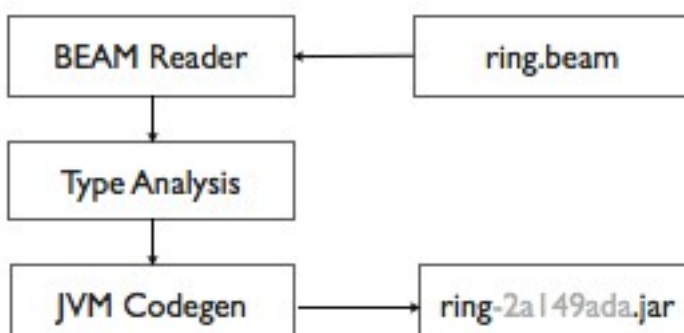 BEAM Reader
ring.beam
Type Analysis
JVM Codegen
ring-2a149ada.jar